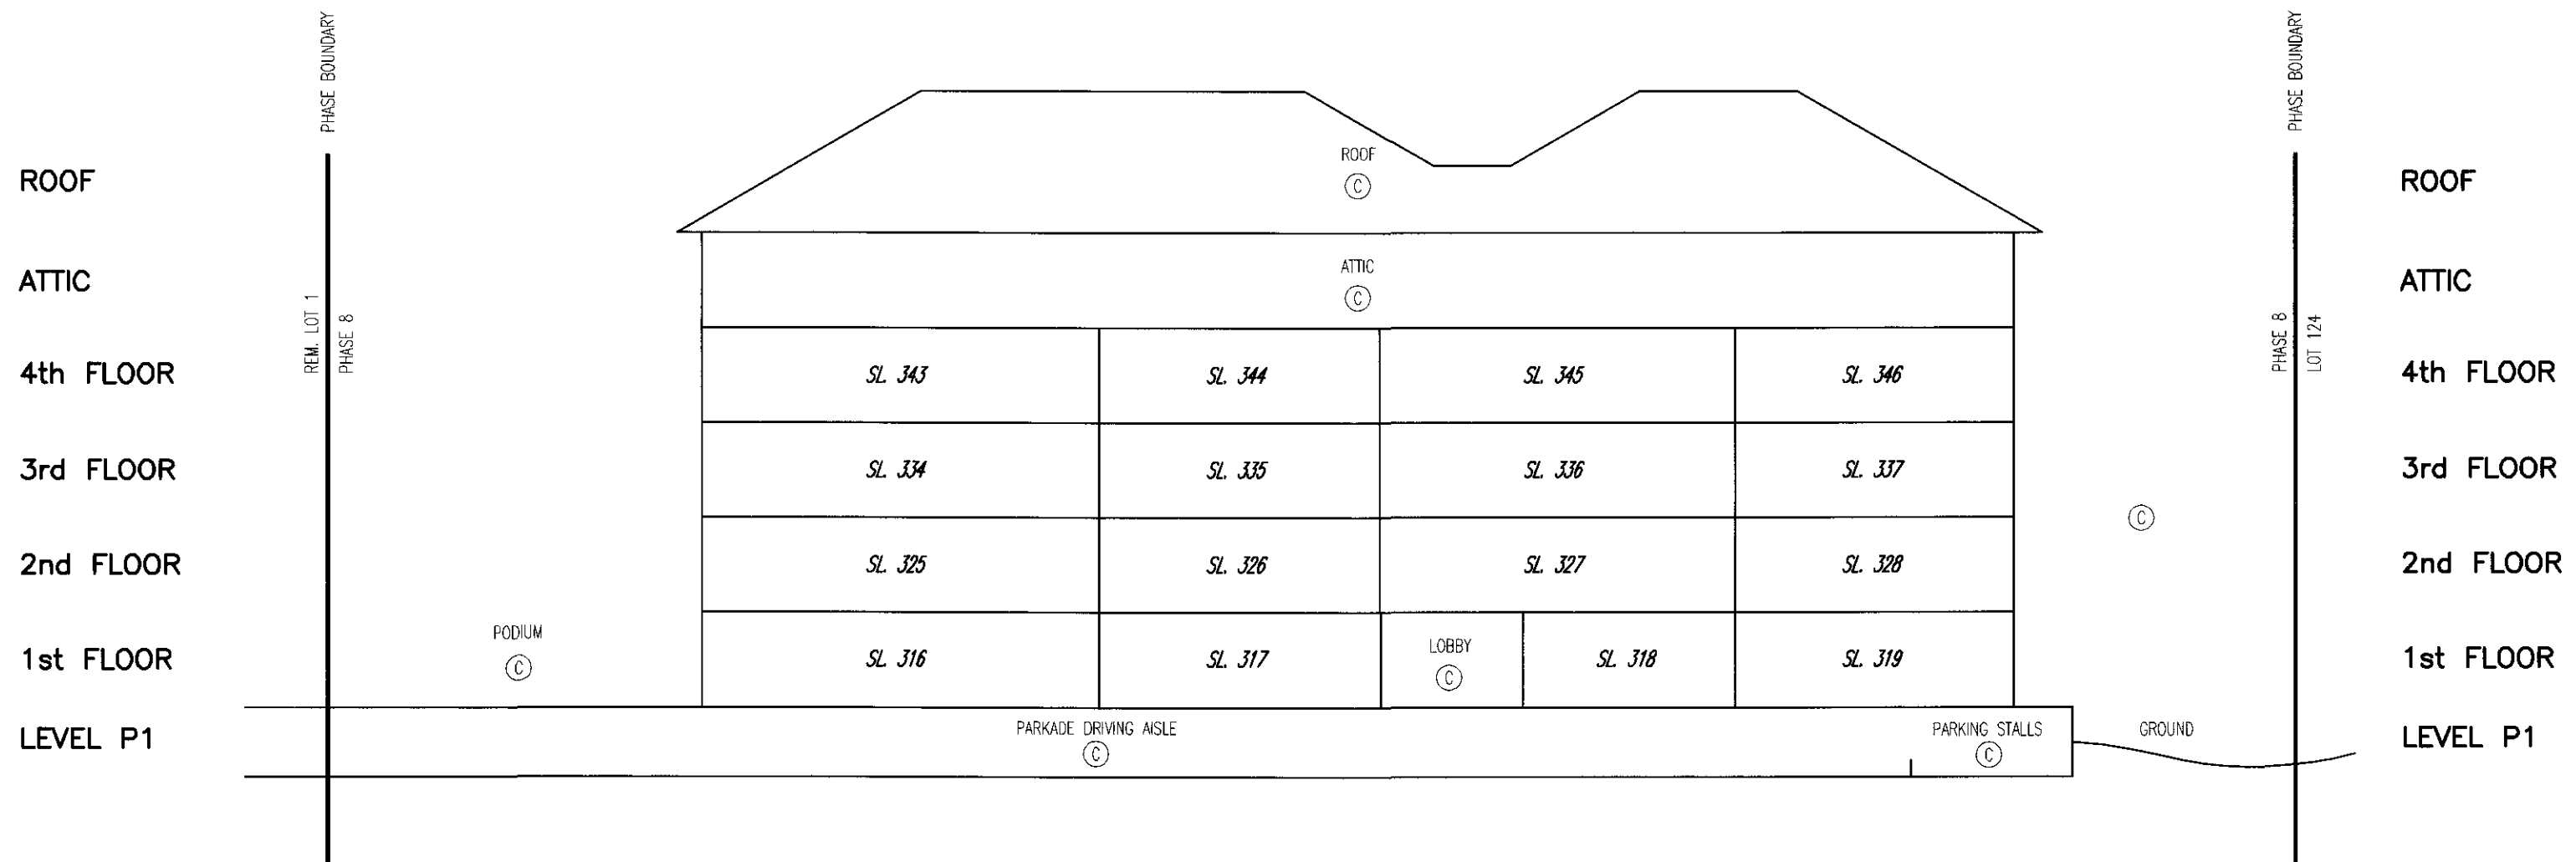 PHASE BOUNDARY
PHASE BOUNDARY
ROOF
ROOF
C
ROOF
ATTIC
ATTIC
C
ATTIC
REM. LOT 1
PHASE 8
PHASE 8
LOT 124
4th FLOOR
SL. 343
SL. 344
SL. 345
SL. 346
4th FLOOR
3rd FLOOR
SL. 334
SL. 335
SL. 336
SL. 337
3rd FLOOR
C
2nd FLOOR
SL. 325
SL. 326
SL. 327
SL. 328
2nd FLOOR
1st FLOOR
PODIUM
C
SL. 316
SL. 317
LOBBY
C
SL. 318
SL. 319
1st FLOOR
LEVEL P1
PARKADE DRIVING AISLE
C
PARKING STALLS
C
GROUND
LEVEL P1